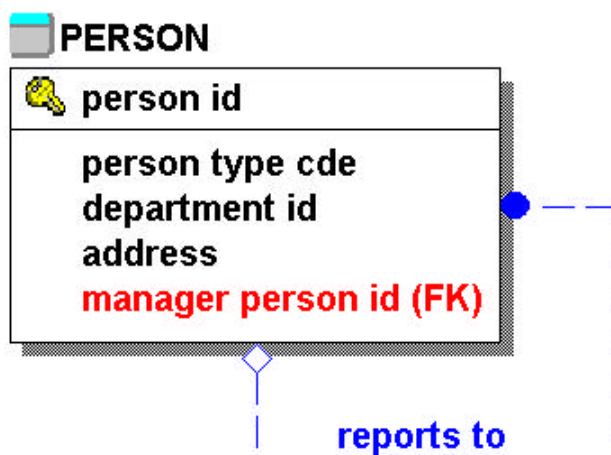 PERSON
person id
person type cde
department id
address
manager person id (FK)
reports to